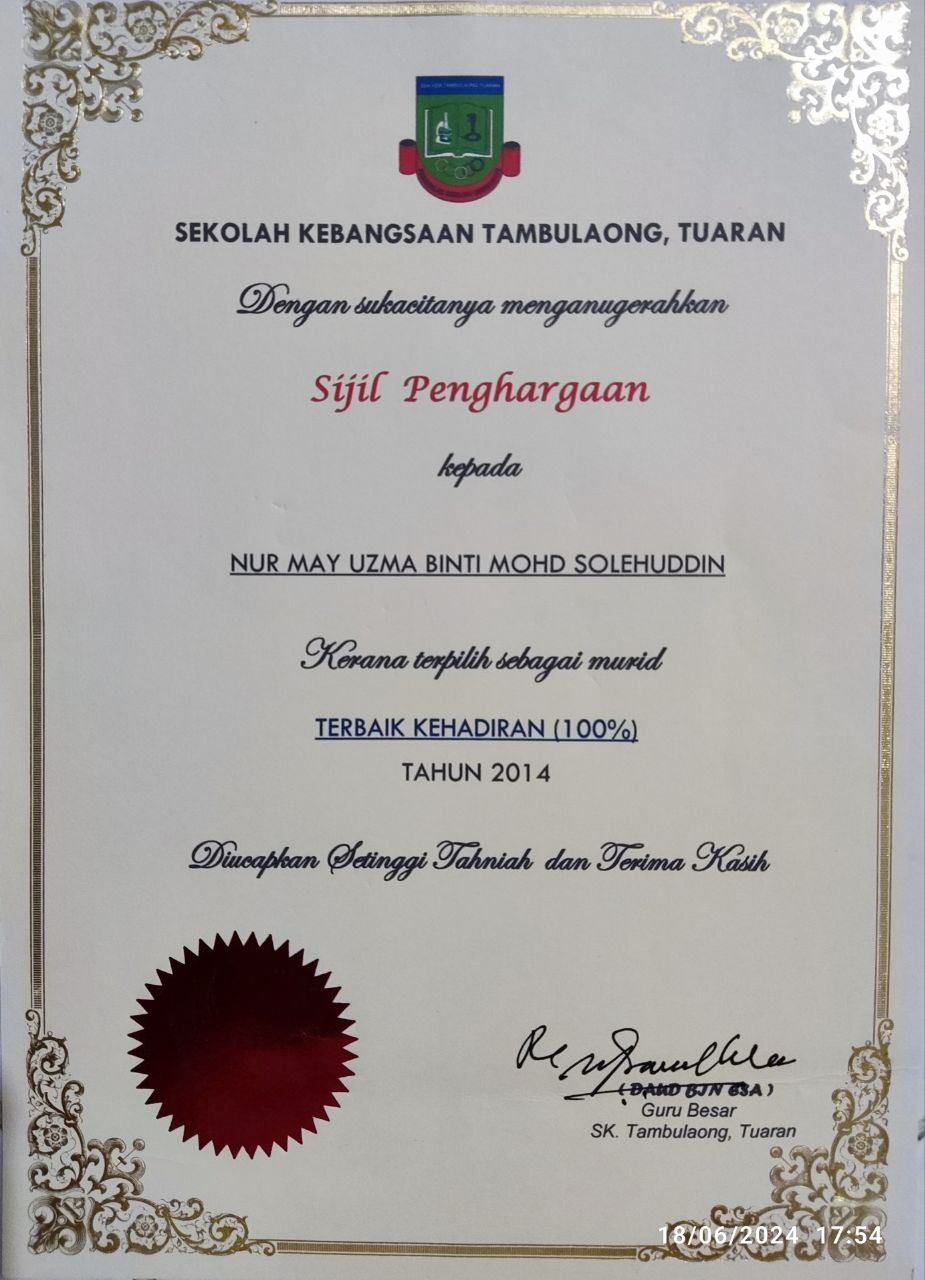 SEKOLAH KEBANGSAAN TAMBULAONG, TUARAN
Dengan sukacitanya menganugerahkan
Sijil Penghargaan
kepada
NUR MAY UZMA BINTI MOHD SOLEHUDDIN
Kerana terpilih sebagai murid
TERBAIK KEHADIRAN (100%)
TAHUN 2014
Diucapkan Setinggi Tahniah dan Terima Kasih
(DAUD BIN ESA)
Guru Besar
SK. Tambulaong, Tuaran
18/06/2024 17:54